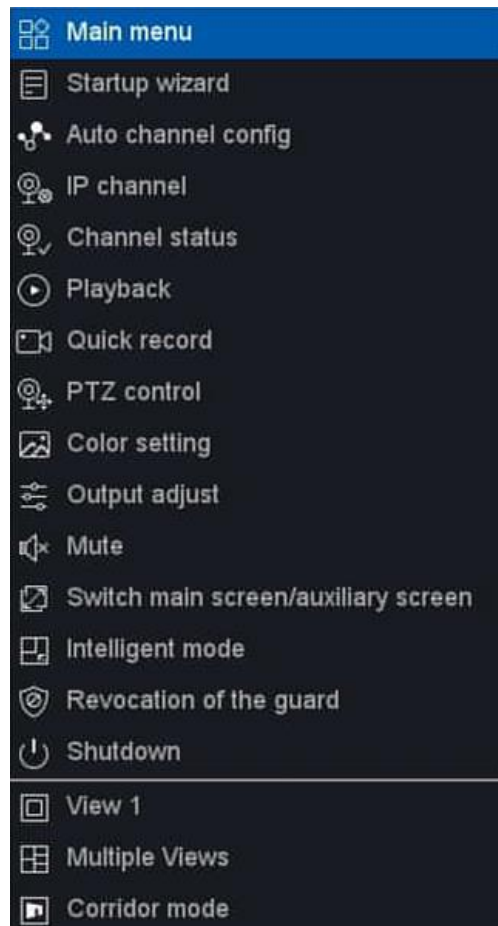 Main menu
Startup wizard
Auto channel config
IP channel
Channel status
Playback
Quick record
PTZ control
Color setting
Output adjust
Mute
Switch main screen/auxiliary screen
Intelligent mode
Revocation of the guard
Shutdown
View 1
Multiple Views
Corridor mode